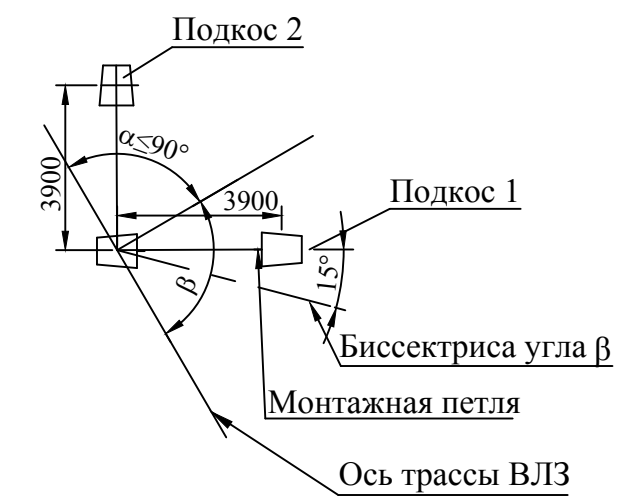 Подкос 2
α≤90°
3900
3900
Подкос 1
15°
β
Биссектриса угла β
Монтажная петля
Ось трассы ВЛЗ